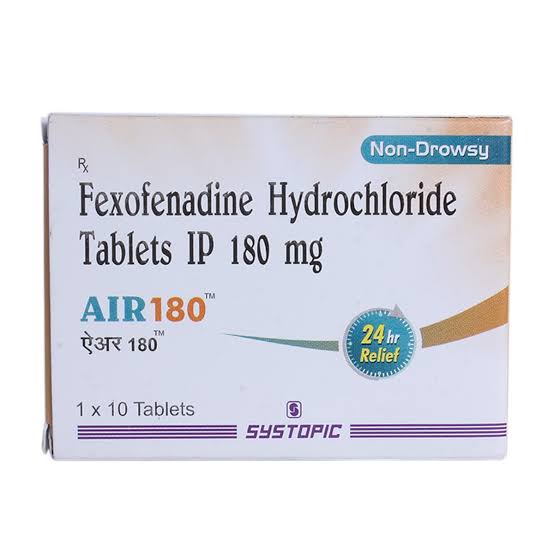 Non-Drowsy
Rx
Fexofenadine Hydrochloride
Tablets IP 180 mg
AIR180™
ऐअर 180™
24 hr
Relief
1 x 10 Tablets
S
SYSTOPIC